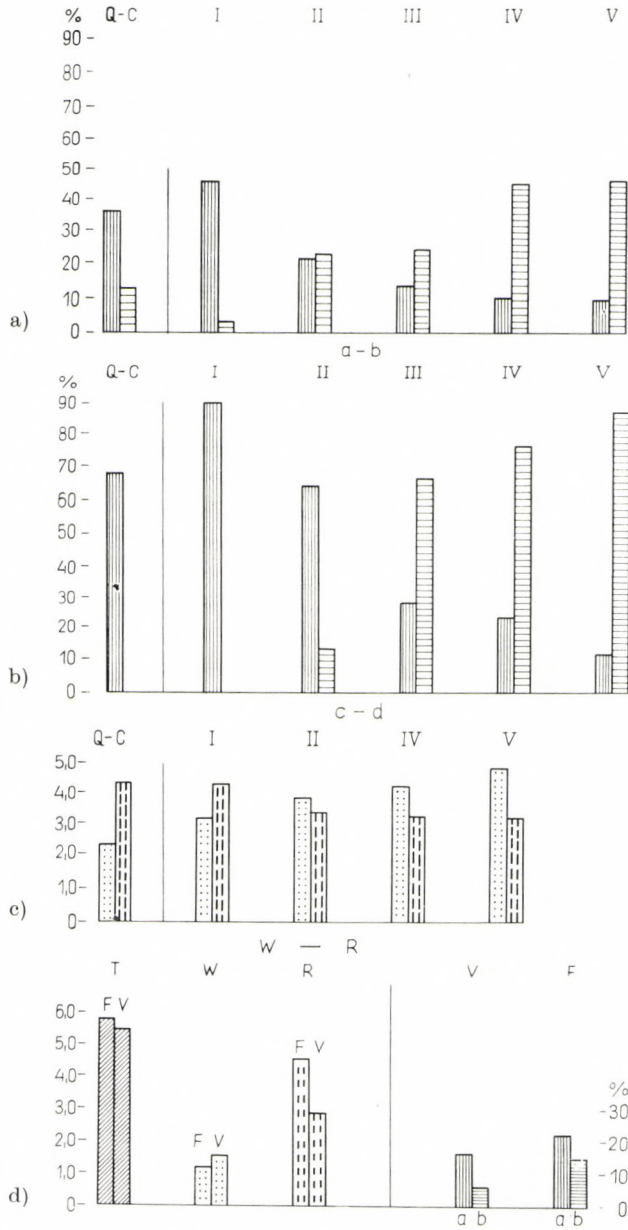 % Q-C I II III IV V
90
80
70
60
50
40
30
20
10
a) 0
a-b
% Q-C I II III IV V
90
80
70
60
50
40
30
20
10
b) 0
c-d
Q-C I II IV V
5,0
4,0
3,0
2,0
1,0
c) 0
W — R
T W R V F
6,0 F V
5,0
4,0 F V
3,0 %
30
2,0 F V
20
1,0
10
d) 0 0
a b a b